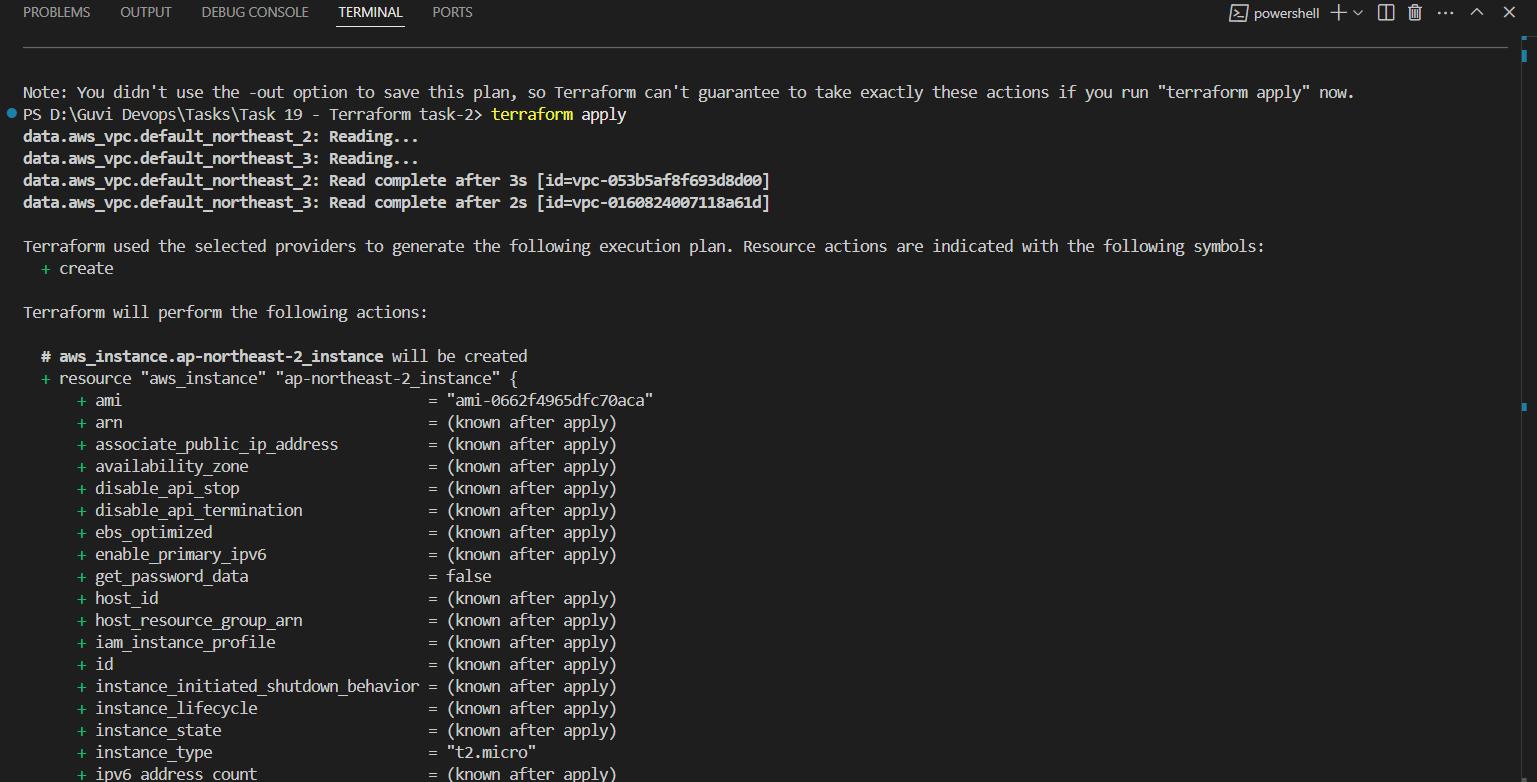 PROBLEMS OUTPUT DEBUG CONSOLE TERMINAL PORTS powershell
Note: You didn't use the -out option to save this plan, so Terraform can't guarantee to take exactly these actions if you run "terraform apply" now.
PS D:\Guvi Devops\Tasks\Task 19 - Terraform task-2> terraform apply
data.aws_vpc.default_northeast_2: Reading...
data.aws_vpc.default_northeast_3: Reading...
data.aws_vpc.default_northeast_2: Read complete after 3s [id=vpc-053b5af8f693d8d00]
data.aws_vpc.default_northeast_3: Read complete after 2s [id=vpc-0160824007118a61d]
Terraform used the selected providers to generate the following execution plan. Resource actions are indicated with the following symbols:
+ create
Terraform will perform the following actions:
# aws_instance.ap-northeast-2_instance will be created
+ resource "aws_instance" "ap-northeast-2_instance" {
+ ami = "ami-0662f4965dfc70aca"
+ arn = (known after apply)
+ associate_public_ip_address = (known after apply)
+ availability_zone = (known after apply)
+ disable_api_stop = (known after apply)
+ disable_api_termination = (known after apply)
+ ebs_optimized = (known after apply)
+ enable_primary_ipv6 = (known after apply)
+ get_password_data = false
+ host_id = (known after apply)
+ host_resource_group_arn = (known after apply)
+ iam_instance_profile = (known after apply)
+ id = (known after apply)
+ instance_initiated_shutdown_behavior = (known after apply)
+ instance_lifecycle = (known after apply)
+ instance_state = (known after apply)
+ instance_type = "t2.micro"
+ ipv6_address_count = (known after apply)